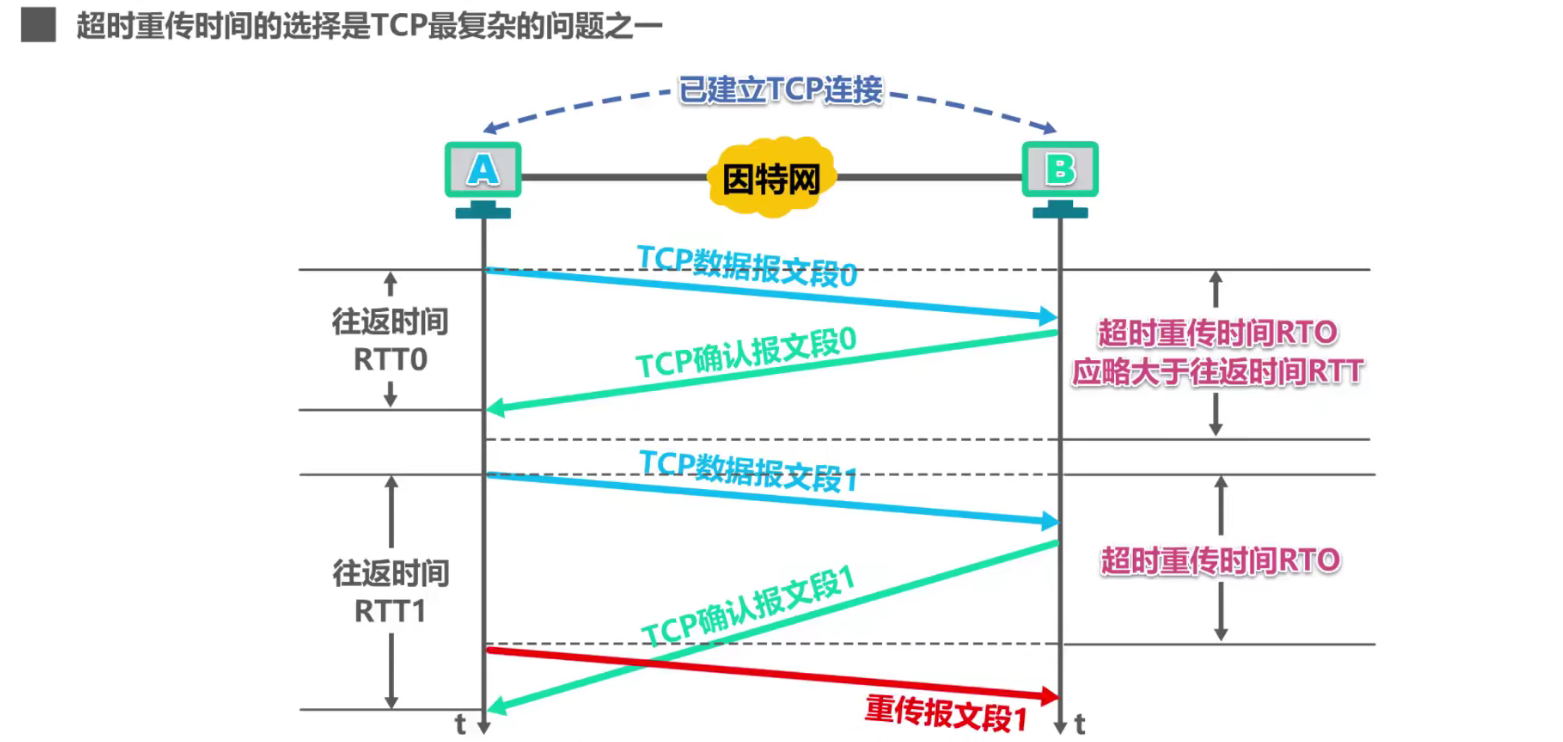 超时重传时间的选择是TCP最复杂的问题之一
已建立TCP连接
A
因特网
B
TCP数据报文段0
往返时间
RTT0
TCP确认报文段0
超时重传时间RTO
应略大于往返时间RTT
TCP数据报文段1
往返时间
RTT1
TCP确认报文段1
超时重传时间RTO
重传报文段1
t
t